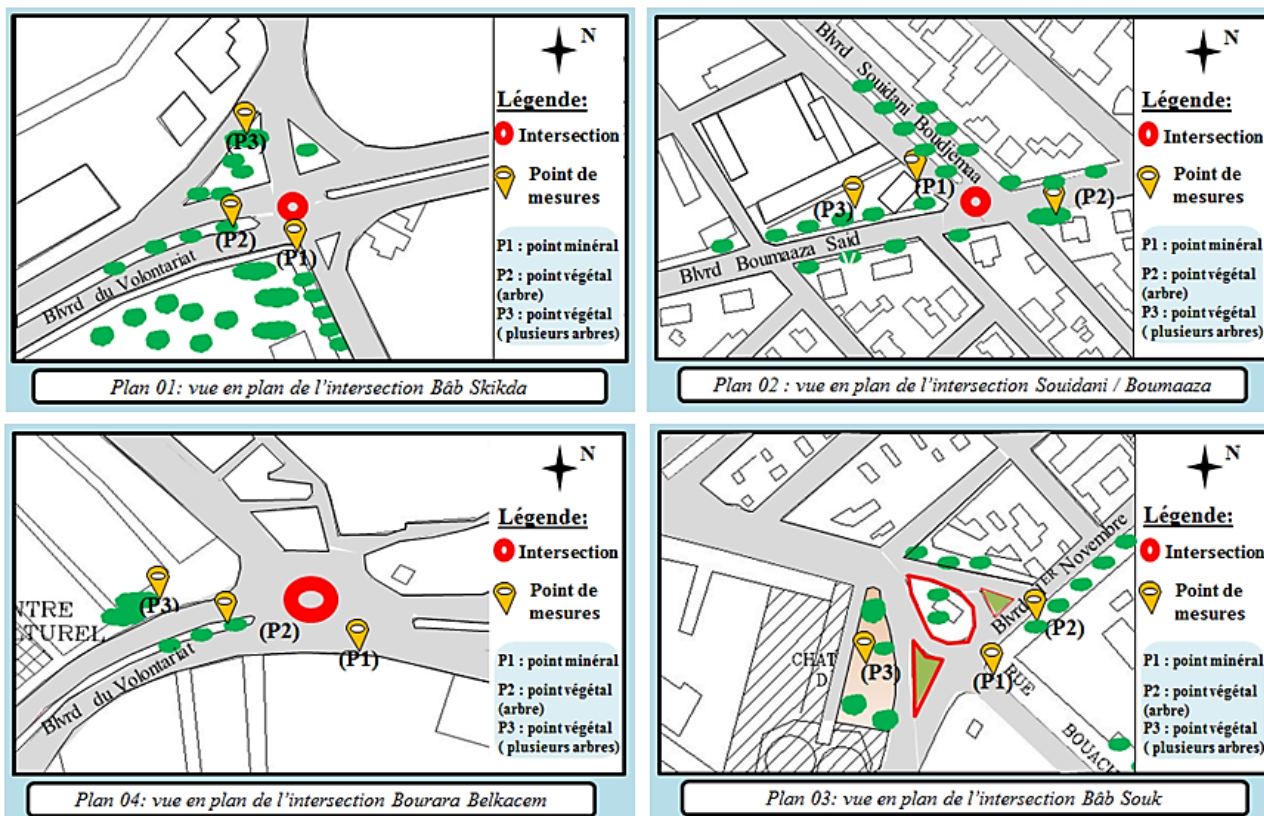 N
Légende:
Intersection
Point de
mesures
P1 : point minéral
P2 : point végétal
(arbre)
P3 : point végétal
( plusieurs arbres)
(P3)
(P2)
(P1)
Blvrd du Volontariat
Plan 01: vue en plan de l'intersection Bâb Skikda
N
Légende:
Intersection
Point de
mesures
P1 : point minéral
P2 : point végétal
(arbre)
P3 : point végétal
( plusieurs arbres)
Blvrd Souidani Boudjemaa
(P1)
(P3)
(P2)
Blvrd Boumaaza Said
Plan 02 : vue en plan de l'intersection Souidani / Boumaaza
N
Légende:
Intersection
Point de
mesures
P1 : point minéral
P2 : point végétal
(arbre)
P3 : point végétal
( plusieurs arbres)
(P3)
NTRE
TUREL
(P2)
(P1)
Blvrd du Volontariat
Plan 04: vue en plan de l'intersection Bourara Belkacem
N
Légende:
Intersection
Point de
mesures
P1 : point minéral
P2 : point végétal
(arbre)
P3 : point végétal
( plusieurs arbres)
Blvrd 1ER Novembre
(P2)
CHAT
D
(P3)
(P1)
RUE
Plan 03: vue en plan de l'intersection Bâb Souk